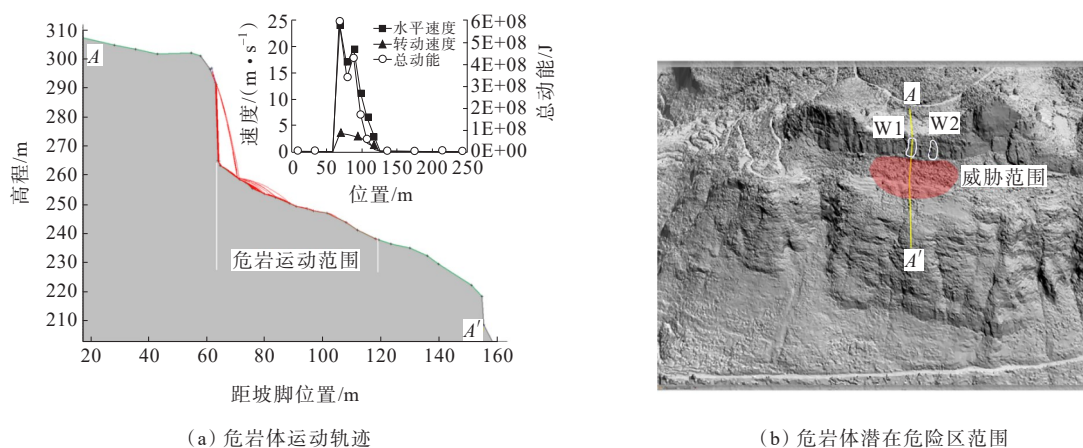 310
300
290
280
270
260
250
240
230
220
210
高程/m
A
A′
危岩运动范围
20
40
60
80
100
120
140
160
距坡脚位置/m
25
20
15
10
5
0
速度/(m·s⁻¹)
水平速度
转动速度
总动能
6E+08
5E+08
4E+08
3E+08
2E+08
1E+08
0E+00
总动能/J
0
50
100
150
200
250
位置/m
(a) 危岩体运动轨迹
A
W1
W2
威胁范围
A′
(b) 危岩体潜在危险区范围